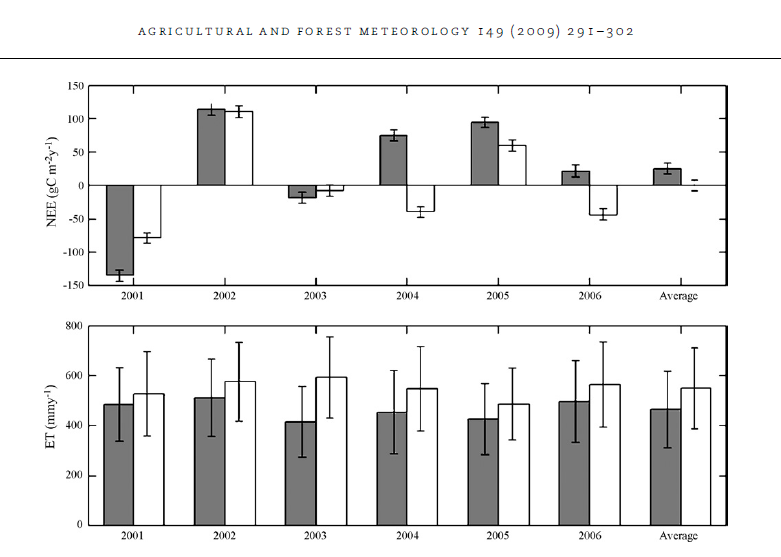 AGRICULTURAL AND FOREST METEOROLOGY 149 (2009) 291–302
150
100
50
0
-50
-100
-150
NEE (gC m-2y-1)
2001 2002 2003 2004 2005 2006 Average
800
600
400
200
0
ET (mmy-1)
2001 2002 2003 2004 2005 2006 Average